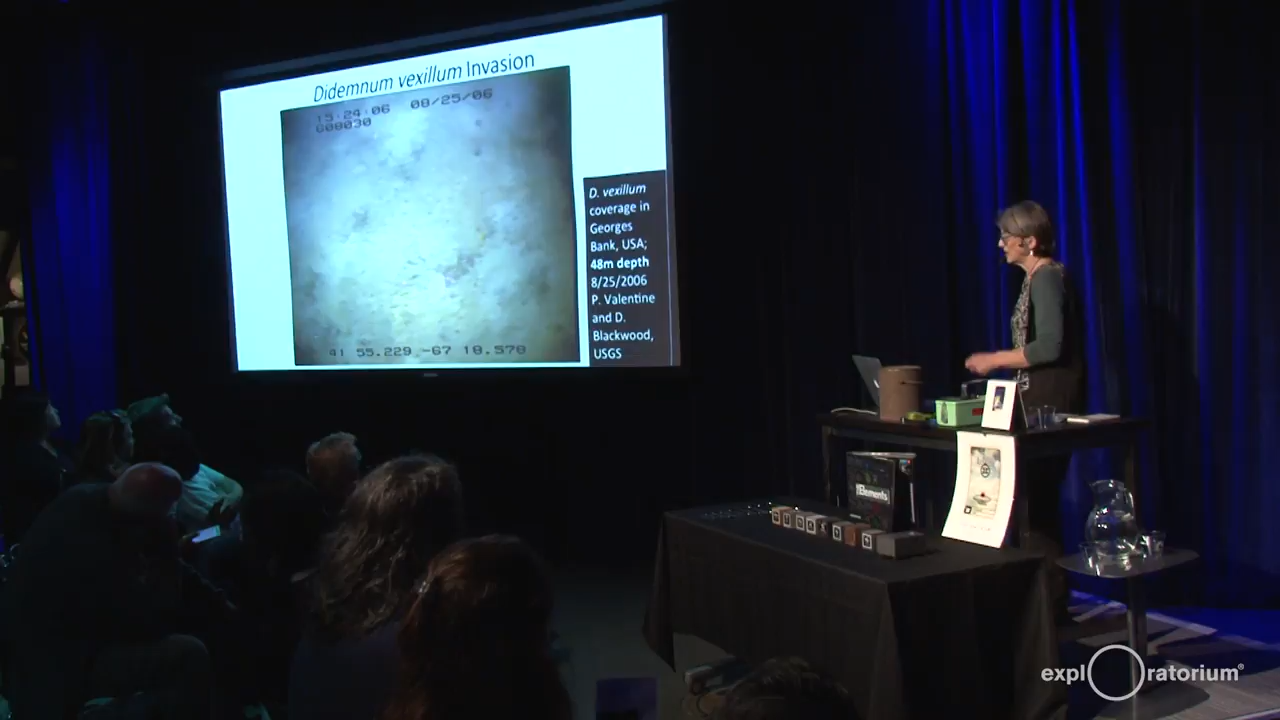 Didemnum vexillum Invasion
15:24:06 08/25/06
G08030
41 55.229 -67 18.578
D. vexillum
coverage in
Georges
Bank, USA;
48m depth
8/25/2006
P. Valentine
and D.
Blackwood,
USGS
Elements
exploratorium®